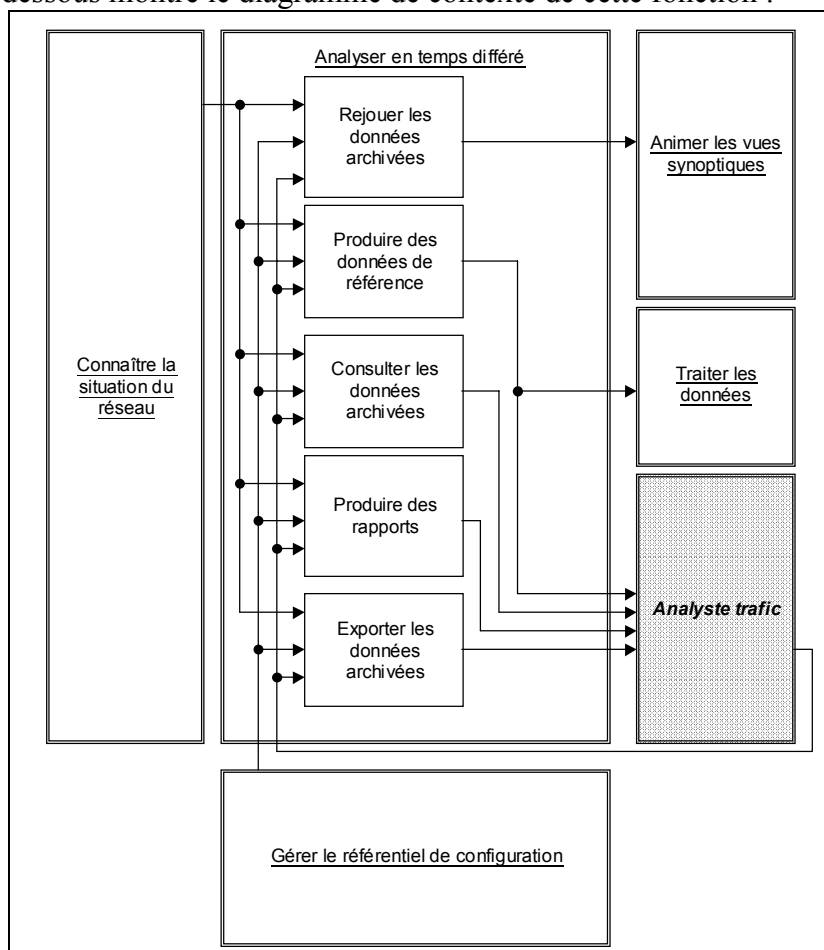 dessous montre le diagramme de contexte de cette fonction :
Analyser en temps différé
Rejouer les
données
archivées
Animer les vues
synoptiques
Produire des
données de
référence
Connaître la
situation du
réseau
Consulter les
données
archivées
Traiter les
données
Produire des
rapports
Analyste trafic
Exporter les
données
archivées
Gérer le référentiel de configuration